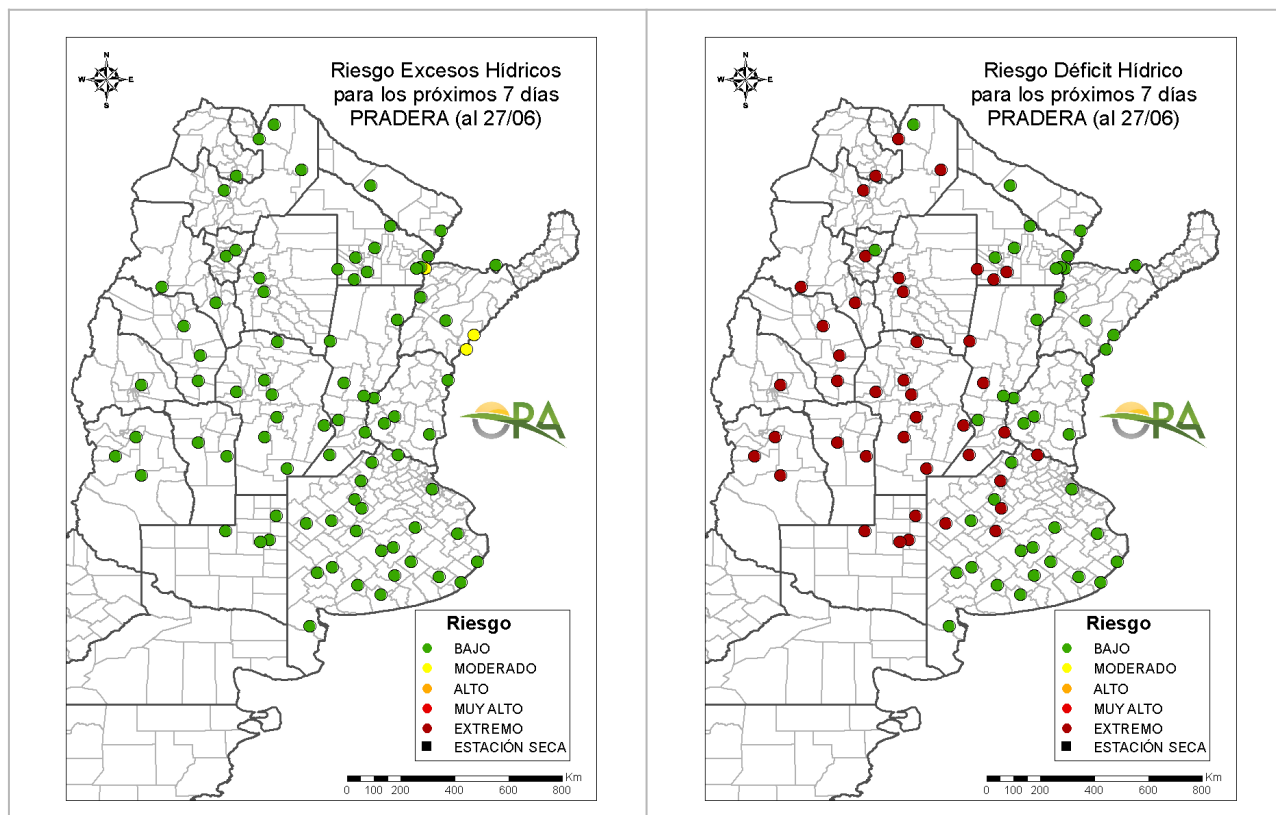 N
W
E
S
Riesgo Excesos Hídricos
para los próximos 7 días
PRADERA (al 27/06)
ORA
Riesgo
BAJO
MODERADO
ALTO
MUY ALTO
EXTREMO
ESTACIÓN SECA
Km
0 100 200 400 600 800
N
W
E
S
Riesgo Déficit Hídrico
para los próximos 7 días
PRADERA (al 27/06)
ORA
Riesgo
BAJO
MODERADO
ALTO
MUY ALTO
EXTREMO
ESTACIÓN SECA
Km
0 100 200 400 600 800